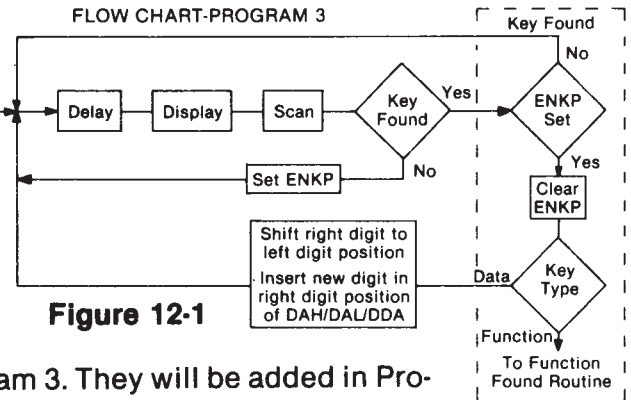 FLOW CHART-PROGRAM 3
Key Found
No
Delay
Display
Scan
Key
Found
Yes
ENKP
Set
No
Set ENKP
Yes
Clear
ENKP
Shift right digit to
left digit position
Insert new digit in
right digit position
of DAH/DAL/DDA
Data
Key
Type
Figure 12-1
Function
To Function
Found Routine
am 3. They will be added in Pro-